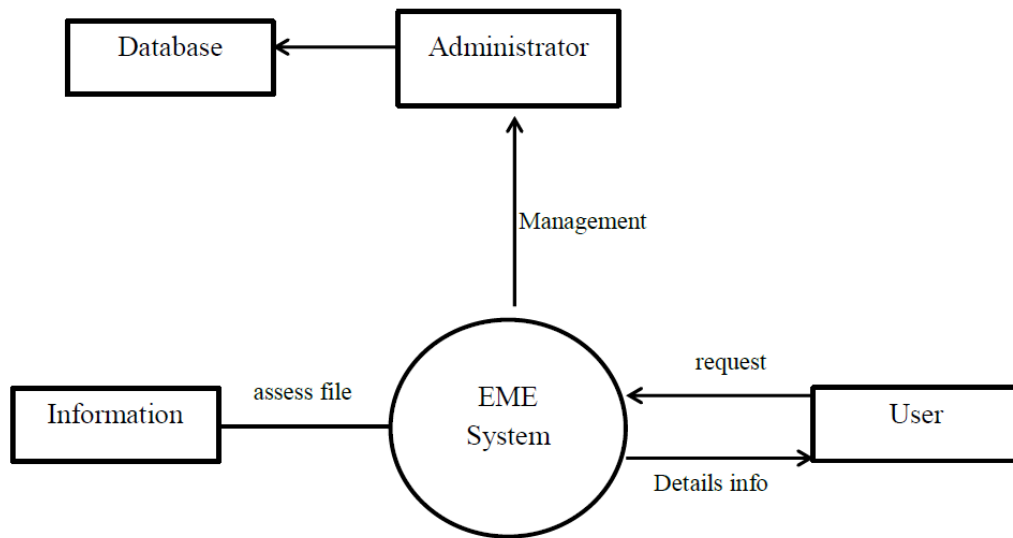 Database
Administrator
Management
Information
assess file
EME
System
request
User
Details info